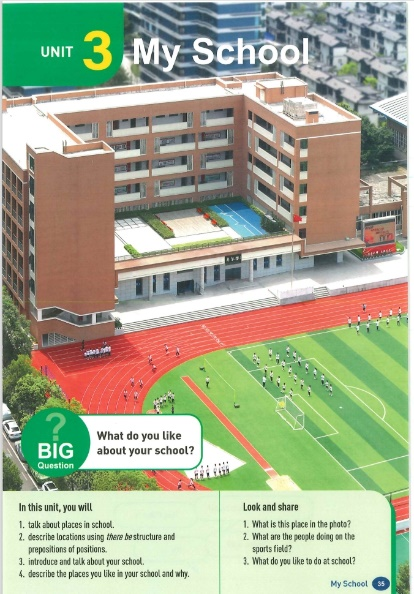 UNIT 3 My School
?
BIG
Question
What do you like
about your school?
In this unit, you will
1. talk about places in school.
2. describe locations using there be structure and
prepositions of positions.
3. introduce and talk about your school.
4. describe the places you like in your school and why.
Look and share
1. What is this place in the photo?
2. What are the people doing on the
sports field?
3. What do you like to do at school?
My School 35